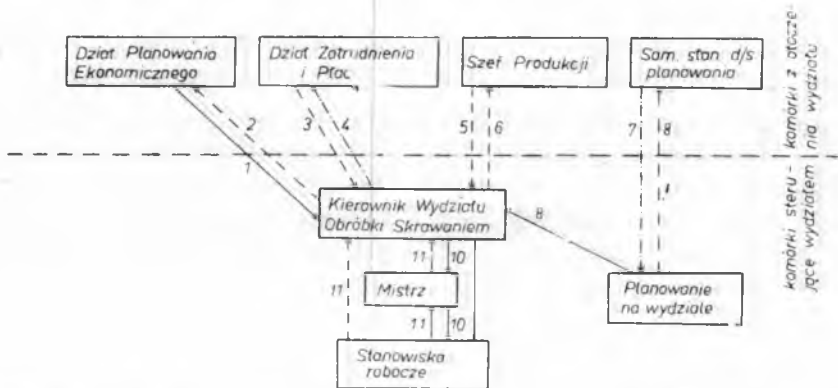 Dział Planowania
Ekonomicznego
Dział Zatrudnienia
i Płac
Szef Produkcji
Sam. stan. d/s
planowania
komórki z otocze-
nia wydziału
2
3
4
5
6
7
8
1
Kierownik Wydziału
Obróbki Skrawaniem
8
komórki steru-
jące wydziałem
11
10
11
Mistrz
Planowanie
na wydziale
11
10
Stanowiska
robocze